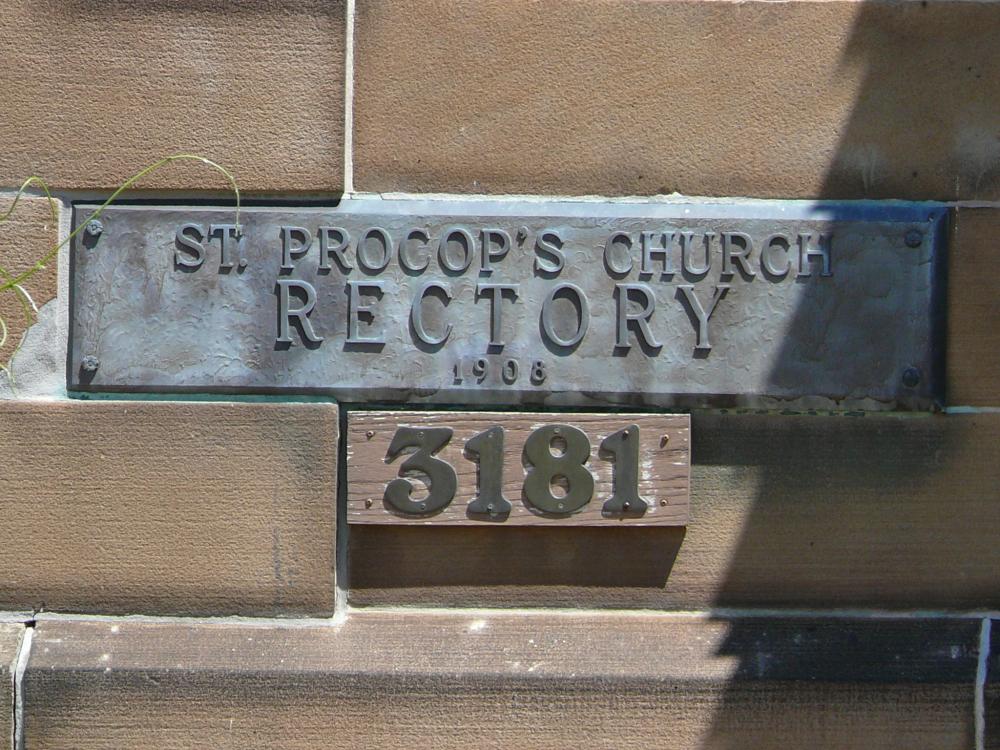 ST. PROCOP'S CHURCH
RECTORY
1908
3181